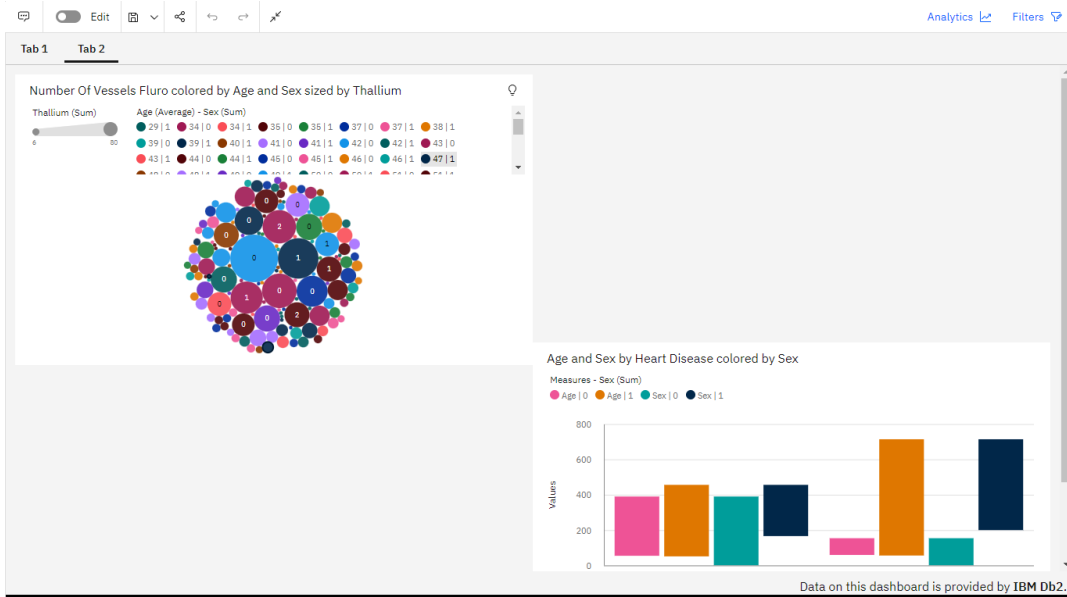 Edit
Analytics
Filters
Tab 1
Tab 2
Number Of Vessels Fluro colored by Age and Sex sized by Thallium
Thallium (Sum)
6
80
Age (Average) - Sex (Sum)
29 | 1 34 | 0 34 | 1 35 | 0 35 | 1 37 | 0 37 | 1 38 | 1
39 | 0 39 | 1 40 | 1 41 | 0 41 | 1 42 | 0 42 | 1 43 | 0
43 | 1 44 | 0 44 | 1 45 | 0 45 | 1 46 | 0 46 | 1 47 | 1
0
0
0
2
0
0
1
0
1
1
0
0
0
1
0
0
0
2
0
Age and Sex by Heart Disease colored by Sex
Measures - Sex (Sum)
Age | 0 Age | 1 Sex | 0 Sex | 1
800
600
400
200
0
Values
Data on this dashboard is provided by IBM Db2.